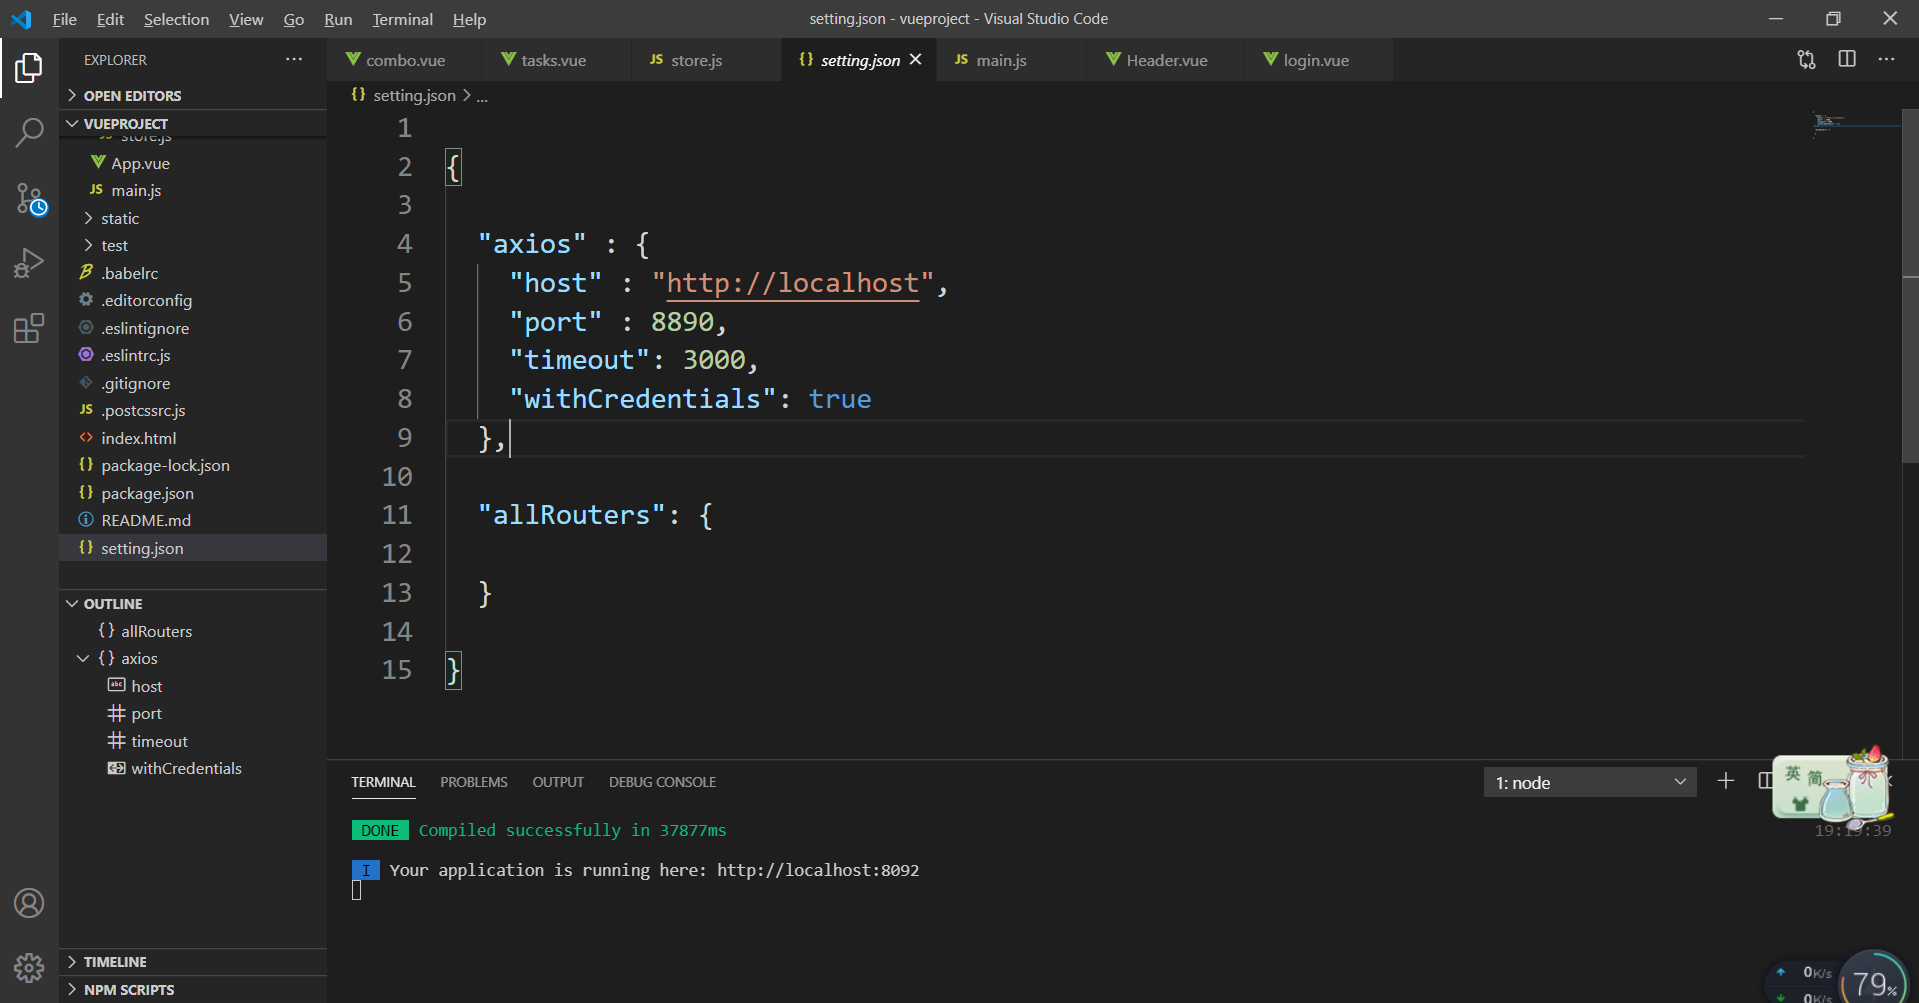 File Edit Selection View Go Run Terminal Help
setting.json - vueproject - Visual Studio Code
EXPLORER
OPEN EDITORS
VUEPROJECT
store.js
App.vue
main.js
static
test
.babelrc
.editorconfig
.eslintignore
.eslintrc.js
.gitignore
.postcssrc.js
index.html
package-lock.json
package.json
README.md
setting.json
OUTLINE
allRouters
axios
host
port
timeout
withCredentials
TIMELINE
NPM SCRIPTS
combo.vue tasks.vue JS store.js {} setting.json JS main.js Header.vue login.vue
{} setting.json > ...
1
2 {
3
4 "axios" : {
5 "host" : "http://localhost",
6 "port" : 8890,
7 "timeout": 3000,
8 "withCredentials": true
9 },
10
11 "allRouters": {
12
13 }
14
15 }
TERMINAL PROBLEMS OUTPUT DEBUG CONSOLE
1: node
英 简
DONE Compiled successfully in 37877ms
19:19:39
I Your application is running here: http://localhost:8092
0K/s
0K/s
79%